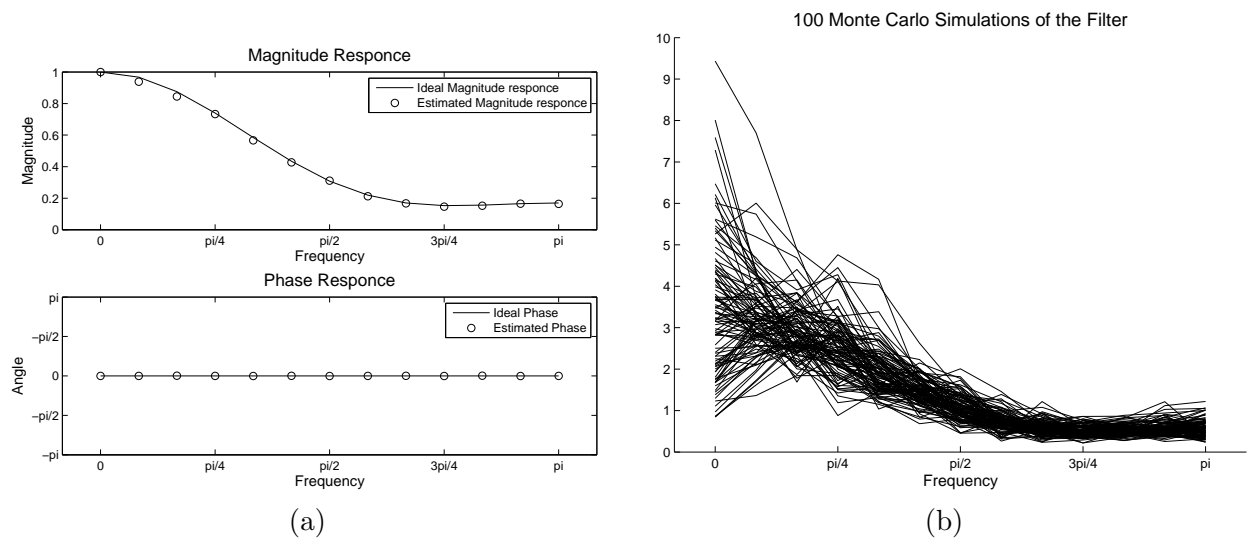 Magnitude Responce
Magnitude
1
0.8
0.6
0.4
0.2
0
Ideal Magnitude responce
Estimated Magnitude responce
0
pi/4
pi/2
3pi/4
pi
Frequency
Phase Responce
Angle
pi
−pi/2
0
−pi/2
−pi
Ideal Phase
Estimated Phase
0
pi/4
pi/2
3pi/4
pi
Frequency
(a)
100 Monte Carlo Simulations of the Filter
10
9
8
7
6
5
4
3
2
1
0
0
pi/4
pi/2
3pi/4
pi
Frequency
(b)